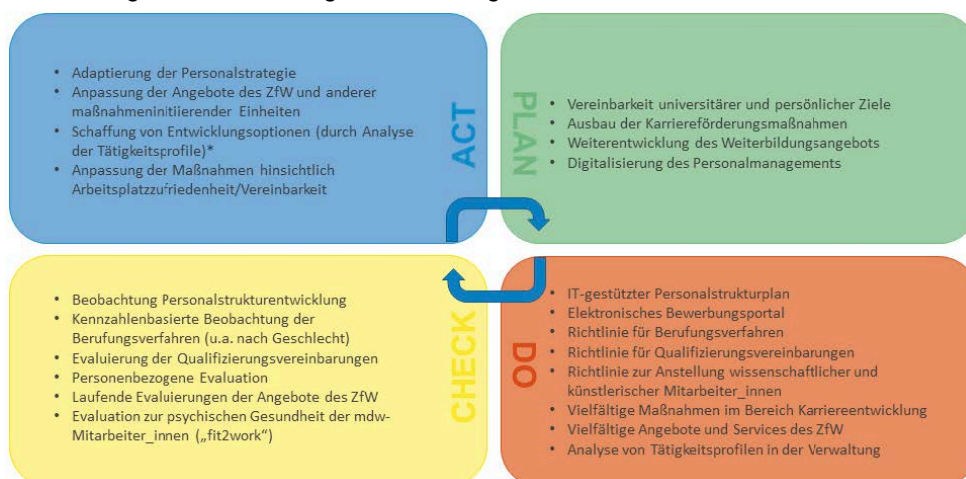 • Adaptierung der Personalstrategie
• Anpassung der Angebote des ZfW und anderer
maßnahmeninitiierender Einheiten
• Schaffung von Entwicklungsoptionen (durch Analyse
der Tätigkeitsprofile)*
• Anpassung der Maßnahmen hinsichtlich
Arbeitsplatzzufriedenheit/Vereinbarkeit
ACT
PLAN
• Vereinbarkeit universitärer und persönlicher Ziele
• Ausbau der Karrierefördermaßnahmen
• Weiterentwicklung des Weiterbildungsangebots
• Digitalisierung des Personalmanagements
• Beobachtung Personalstrukturentwicklung
• Kennzahlenbasierte Beobachtung der
Berufungsverfahren (u.a. nach Geschlecht)
• Evaluierung der Qualifizierungsvereinbarungen
• Personenbezogene Evaluation
• Laufende Evaluierungen der Angebote des ZfW
• Evaluation zur psychischen Gesundheit der mdw-
Mitarbeiter_innen („fit2work“)
CHECK
DO
• IT-gestützter Personalstrukturplan
• Elektronisches Bewerbungsportal
• Richtlinie für Berufungsverfahren
• Richtlinie für Qualifizierungsvereinbarungen
• Richtlinie zur Anstellung wissenschaftlicher und
künstlerischer Mitarbeiter_innen
• Vielfältige Maßnahmen im Bereich Karriereentwicklung
• Vielfältige Angebote und Services des ZfW
• Analyse von Tätigkeitsprofilen in der Verwaltung